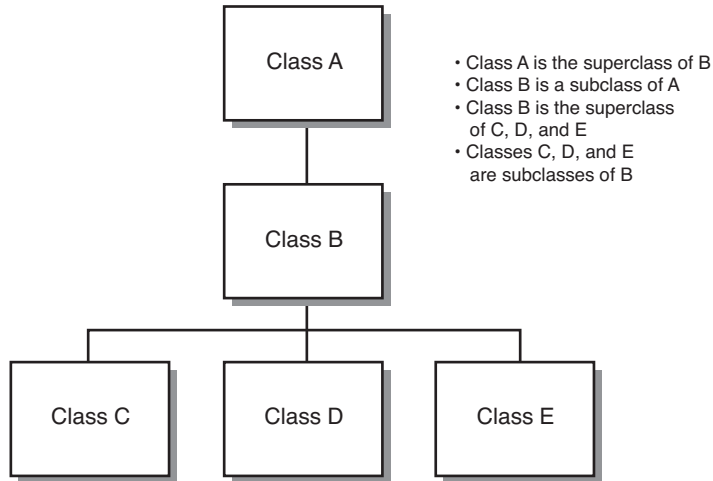 Class A
• Class A is the superclass of B
• Class B is a subclass of A
• Class B is the superclass
of C, D, and E
• Classes C, D, and E
are subclasses of B
Class B
Class C
Class D
Class E